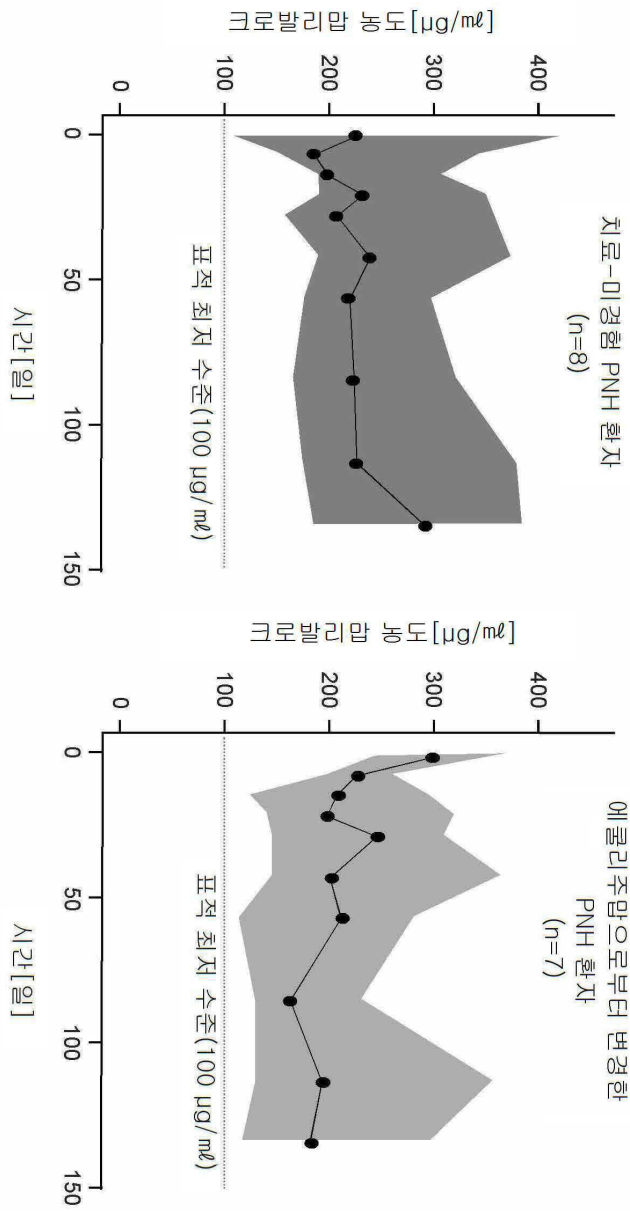 치료-미경험 PNH 환자
(n=8)
크로발리맙 농도[μg/㎖]
400
300
200
100
0
표적 최저 수준(100 μg/㎖)
0
50
100
150
시간[일]
에쿨리주맙으로부터 변경한
PNH 환자
(n=7)
크로발리맙 농도[μg/㎖]
400
300
200
100
0
표적 최저 수준(100 μg/㎖)
0
50
100
150
시간[일]